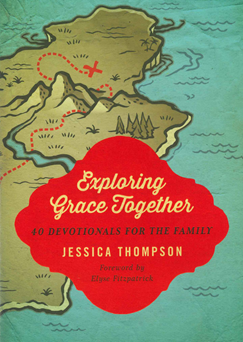 Exploring
Grace Together
40 DEVOTIONALS FOR THE FAMILY
JESSICA THOMPSON
Foreword by
Elyse Fitzpatrick